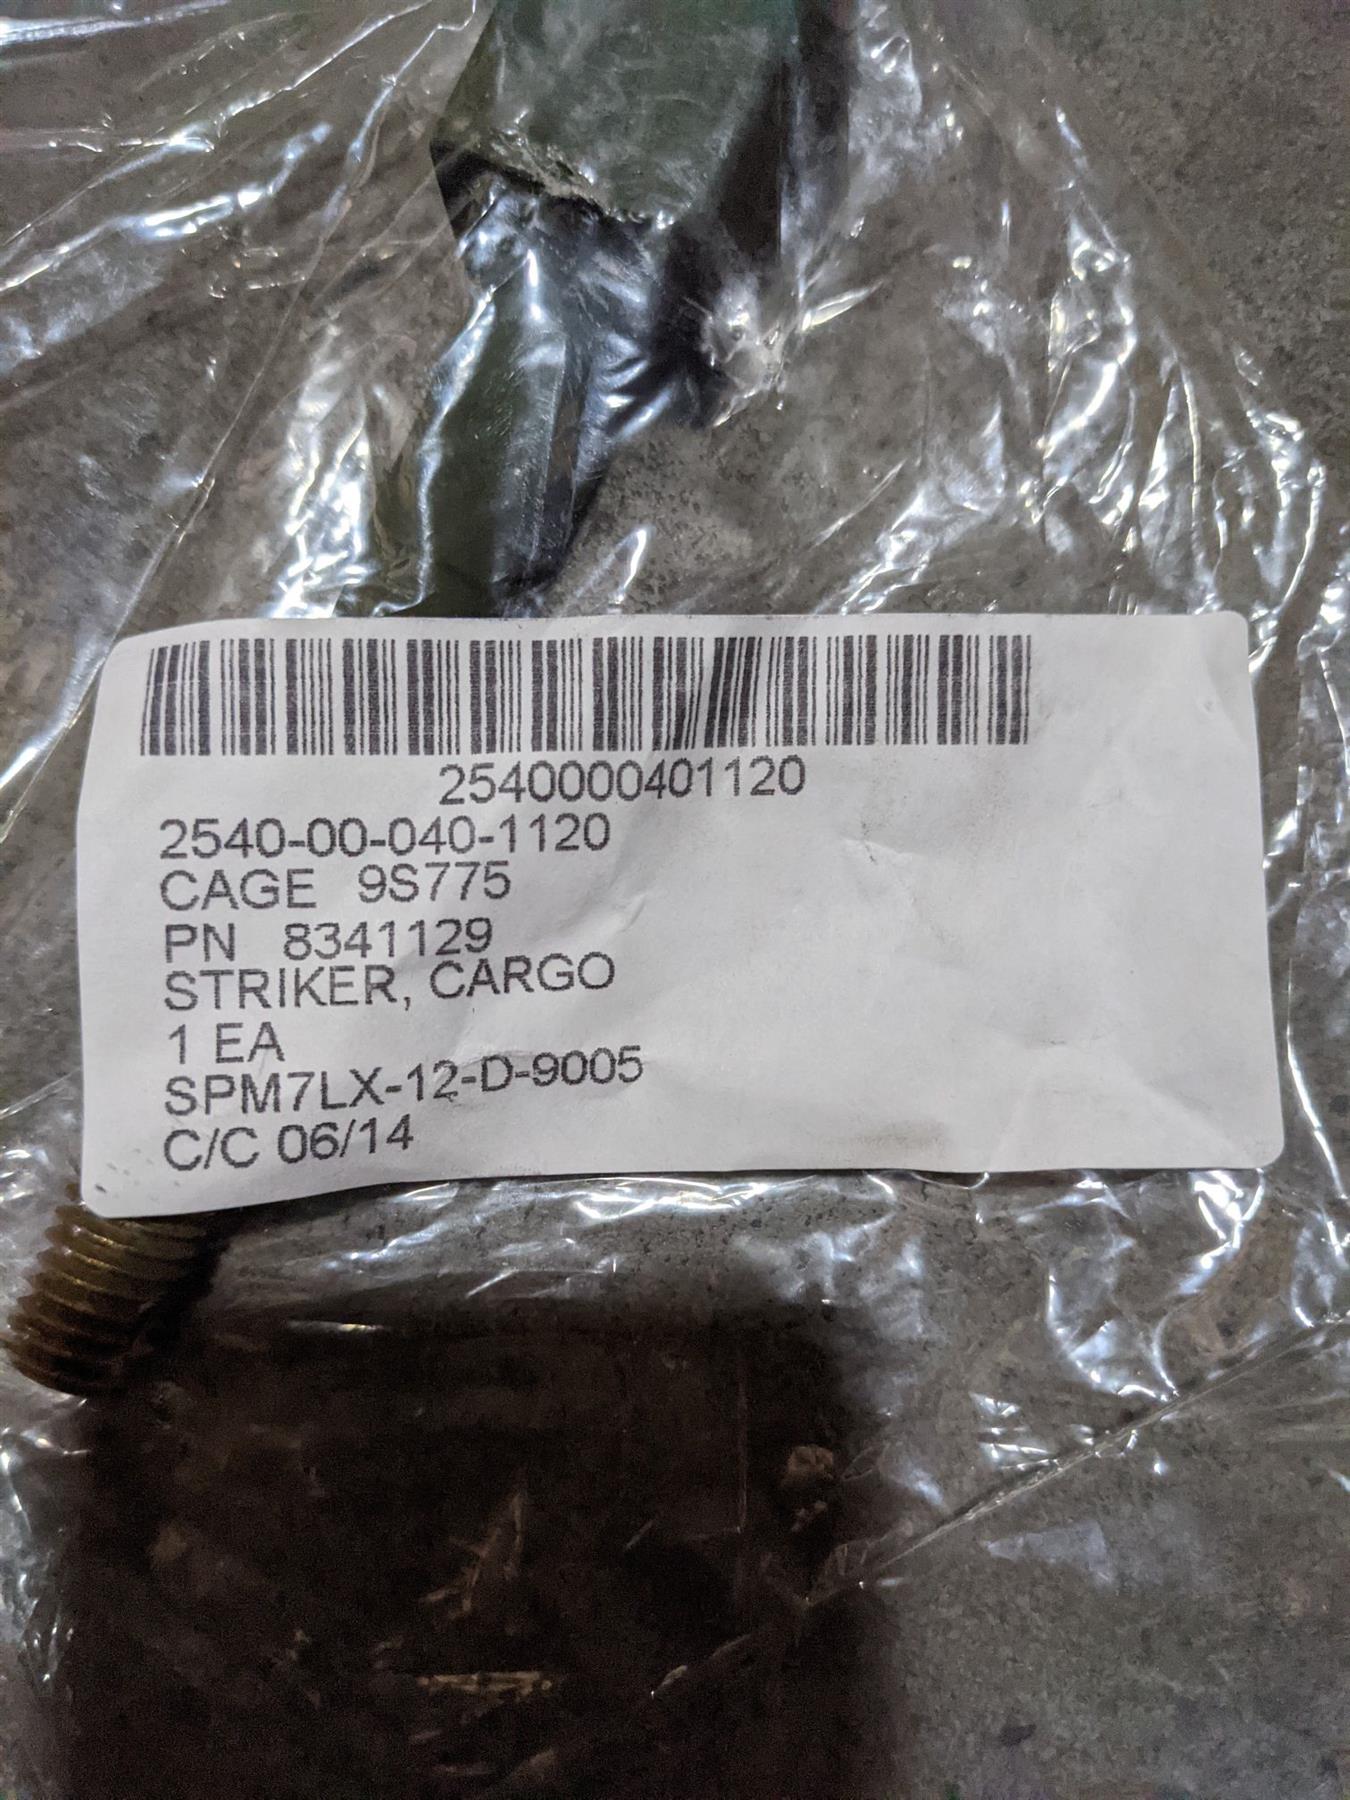 2540000401120
2540-00-040-1120
CAGE 9S775
PN 8341129
STRIKER, CARGO
1 EA
SPM7LX-12-D-9005
C/C 06/14